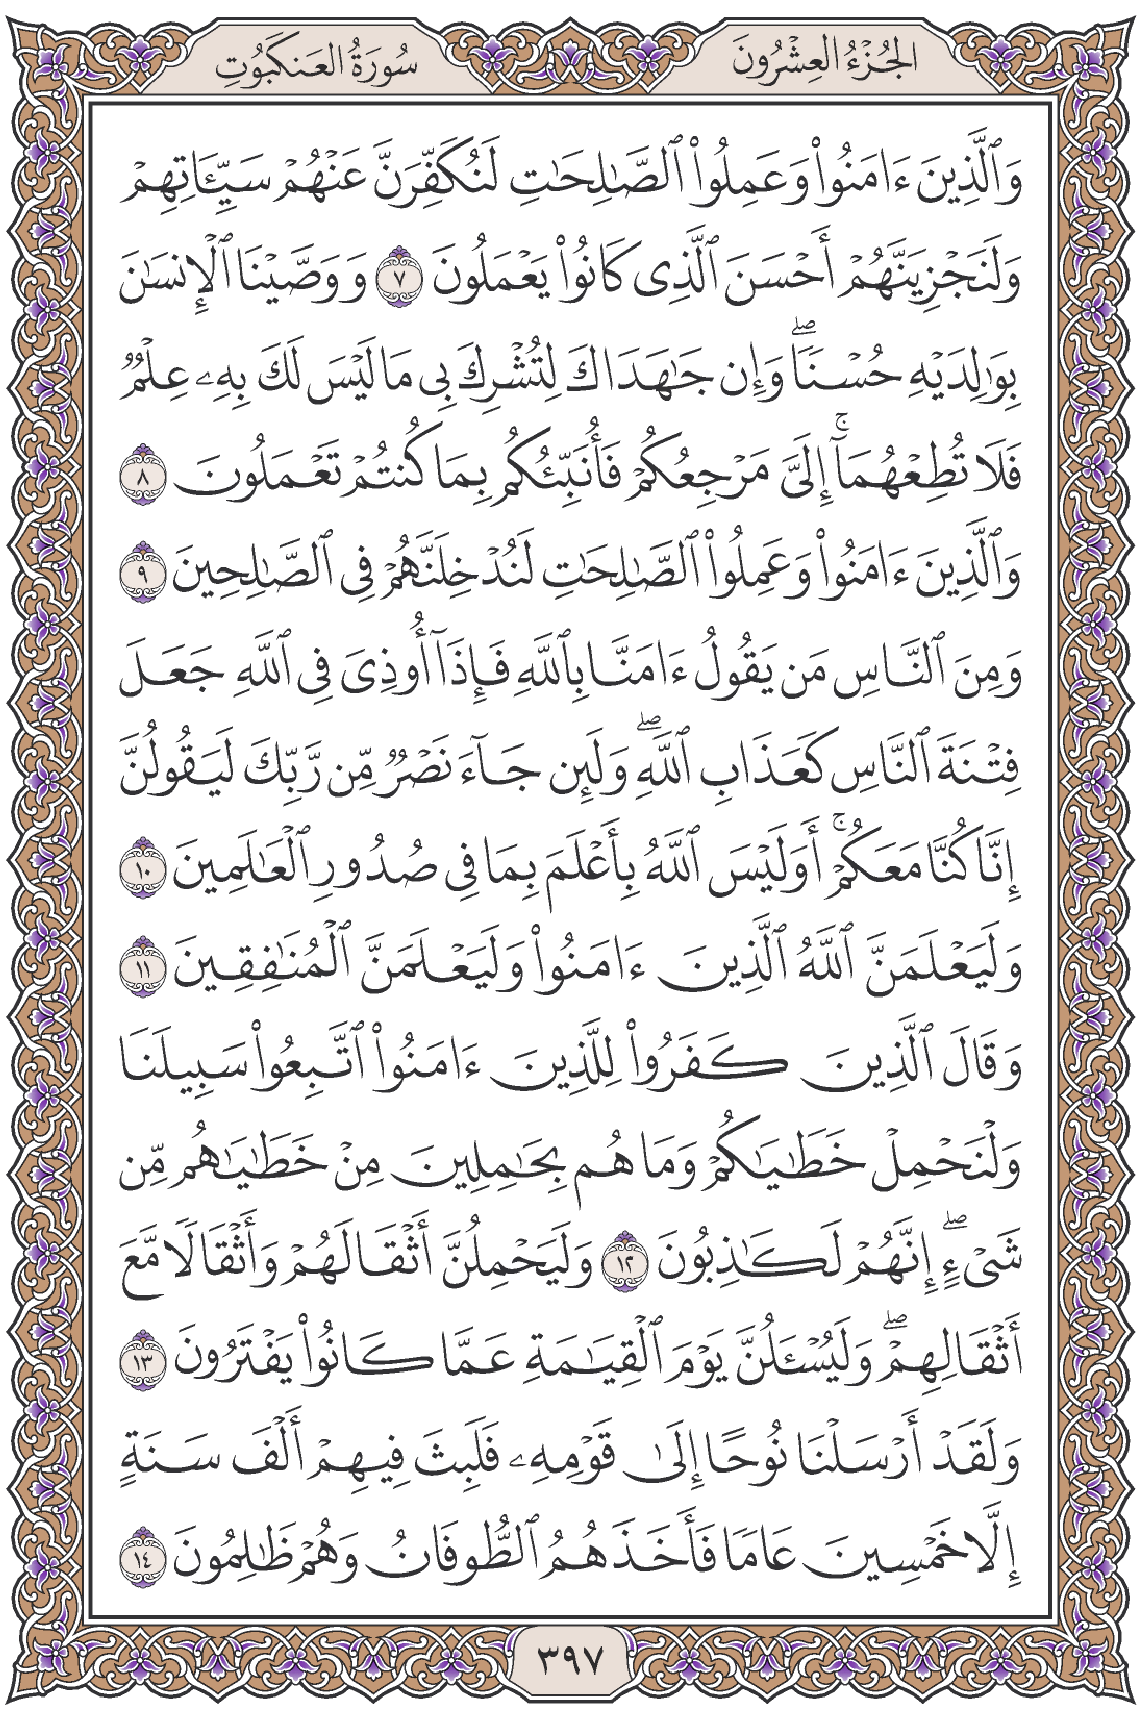 الجُزْءُ العِشْرُونَ
سُورَةُ العَنكَبُوتِ
وَٱلَّذِينَ ءَامَنُوا۟ وَعَمِلُوا۟ ٱلصَّٰلِحَٰتِ لَنُكَفِّرَنَّ عَنْهُمْ سَيِّـَٔاتِهِمْ
وَلَنَجْزِيَنَّهُمْ أَحْسَنَ ٱلَّذِى كَانُوا۟ يَعْمَلُونَ ٧ وَوَصَّيْنَا ٱلْإِنسَٰنَ
بِوَٰلِدَيْهِ حُسْنًا ۖ وَإِن جَٰهَدَاكَ لِتُشْرِكَ بِى مَا لَيْسَ لَكَ بِهِۦ عِلْمٌ
فَلَا تُطِعْهُمَآ ۚ إِلَىَّ مَرْجِعُكُمْ فَأُنَبِّئُكُم بِمَا كُنتُمْ تَعْمَلُونَ ٨
وَٱلَّذِينَ ءَامَنُوا۟ وَعَمِلُوا۟ ٱلصَّٰلِحَٰتِ لَنُدْخِلَنَّهُمْ فِى ٱلصَّٰلِحِينَ ٩
وَمِنَ ٱلنَّاسِ مَن يَقُولُ ءَامَنَّا بِٱللَّهِ فَإِذَآ أُوذِىَ فِى ٱللَّهِ جَعَلَ
فِتْنَةَ ٱلنَّاسِ كَعَذَابِ ٱللَّهِ ۖ وَلَئِن جَآءَ نَصْرٌ مِّن رَّبِّكَ لَيَقُولُنَّ
إِنَّا كُنَّا مَعَكُمْ ۚ أَوَلَيْسَ ٱللَّهُ بِأَعْلَمَ بِمَا فِى صُدُورِ ٱلْعَٰلَمِينَ ١٠
وَلَيَعْلَمَنَّ ٱللَّهُ ٱلَّذِينَ ءَامَنُوا۟ وَلَيَعْلَمَنَّ ٱلْمُنَٰفِقِينَ ١١
وَقَالَ ٱلَّذِينَ كَفَرُوا۟ لِلَّذِينَ ءَامَنُوا۟ ٱتَّبِعُوا۟ سَبِيلَنَا
وَلْنَحْمِلْ خَطَٰيَٰكُمْ وَمَا هُم بِحَٰمِلِينَ مِنْ خَطَٰيَٰهُم مِّن
شَىْءٍ ۖ إِنَّهُمْ لَكَٰذِبُونَ ١٢ وَلَيَحْمِلُنَّ أَثْقَالَهُمْ وَأَثْقَالًا مَّعَ
أَثْقَالِهِمْ ۖ وَلَيُسْـَٔلُنَّ يَوْمَ ٱلْقِيَٰمَةِ عَمَّا كَانُوا۟ يَفْتَرُونَ ١٣
وَلَقَدْ أَرْسَلْنَا نُوحًا إِلَىٰ قَوْمِهِۦ فَلَبِثَ فِيهِمْ أَلْفَ سَنَةٍ
إِلَّا خَمْسِينَ عَامًا فَأَخَذَهُمُ ٱلطُّوفَانُ وَهُمْ ظَٰلِمُونَ ١٤
٣٩٧